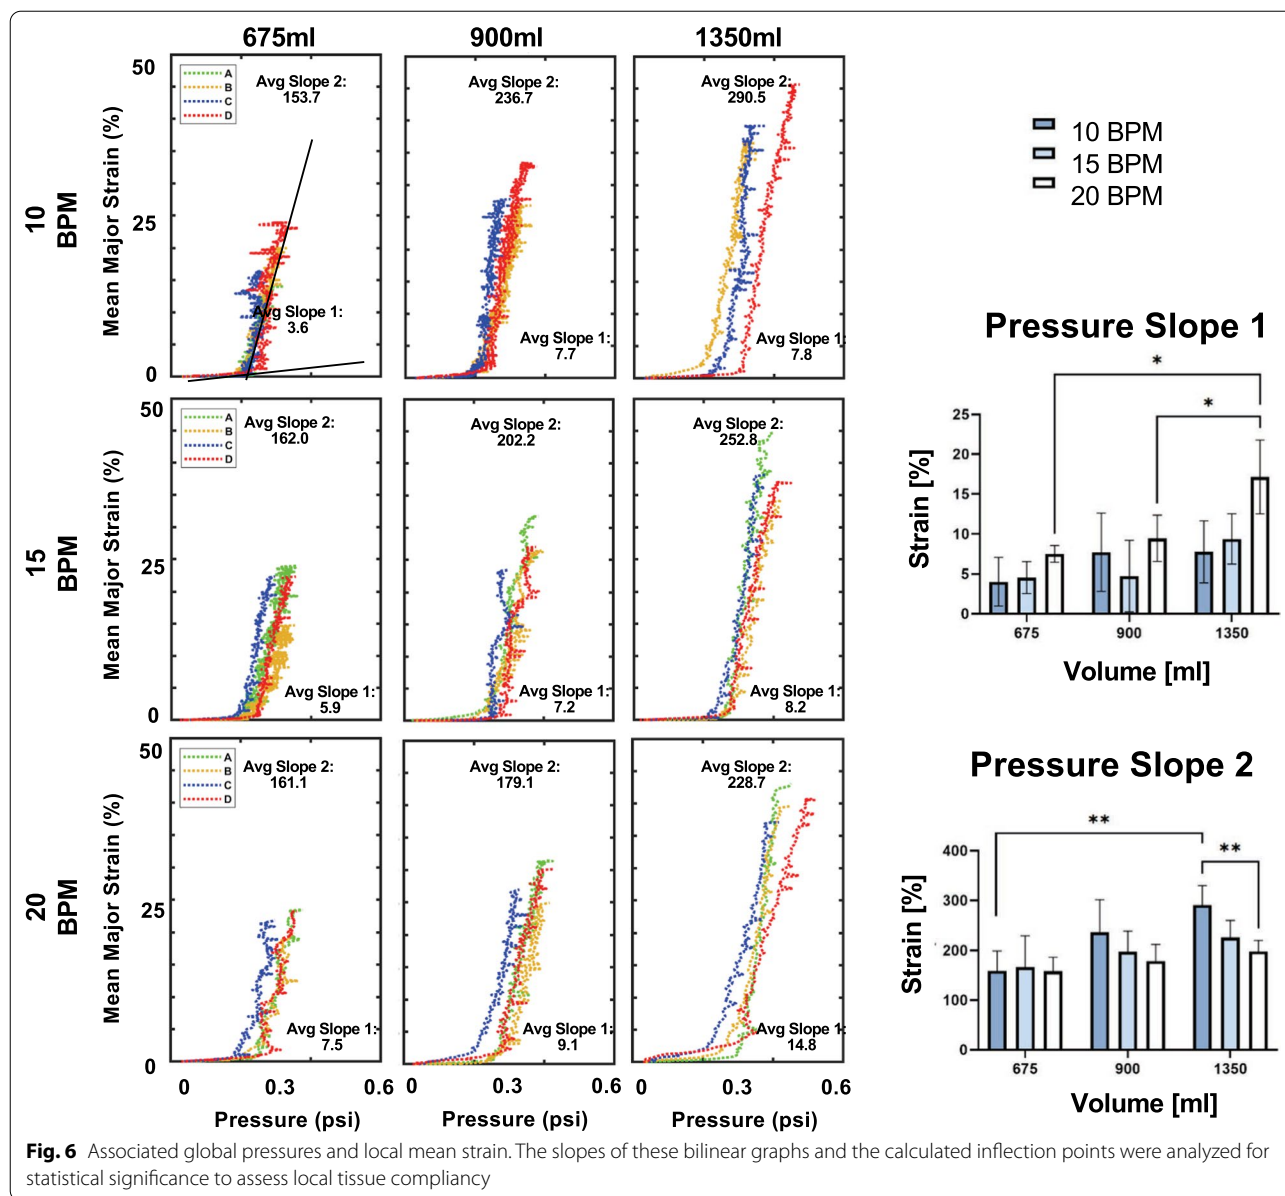 675ml 900ml 1350ml
10 BPM
Mean Major Strain (%)
50
25
0
A
B
C
D
Avg Slope 2:
153.7
Avg Slope 1:
3.6
Avg Slope 2:
236.7
Avg Slope 1:
7.7
Avg Slope 2:
290.5
Avg Slope 1:
7.8
15 BPM
Mean Major Strain (%)
50
25
0
A
B
C
D
Avg Slope 2:
162.0
Avg Slope 1:
5.9
Avg Slope 2:
202.2
Avg Slope 1:
7.2
Avg Slope 2:
252.8
Avg Slope 1:
8.2
20 BPM
Mean Major Strain (%)
50
25
0
A
B
C
D
Avg Slope 2:
161.1
Avg Slope 1:
7.5
Avg Slope 2:
179.1
Avg Slope 1:
9.1
Avg Slope 2:
228.7
Avg Slope 1:
14.8
0 0.3 0.6 0 0.3 0.6 0 0.3 0.6
Pressure (psi) Pressure (psi) Pressure (psi)
10 BPM
15 BPM
20 BPM
Pressure Slope 1
*
*
Strain [%]
25
20
15
10
5
0
675 900 1350
Volume [ml]
Pressure Slope 2
**
**
Strain [%]
400
300
200
100
0
675 900 1350
Volume [ml]
Fig. 6 Associated global pressures and local mean strain. The slopes of these bilinear graphs and the calculated inflection points were analyzed for
statistical significance to assess local tissue compliancy